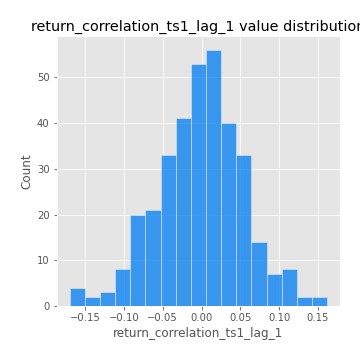 return_correlation_ts1_lag_1 value distribution
Count
50
40
30
20
10
0
−0.15 −0.10 −0.05 0.00 0.05 0.10 0.15
return_correlation_ts1_lag_1